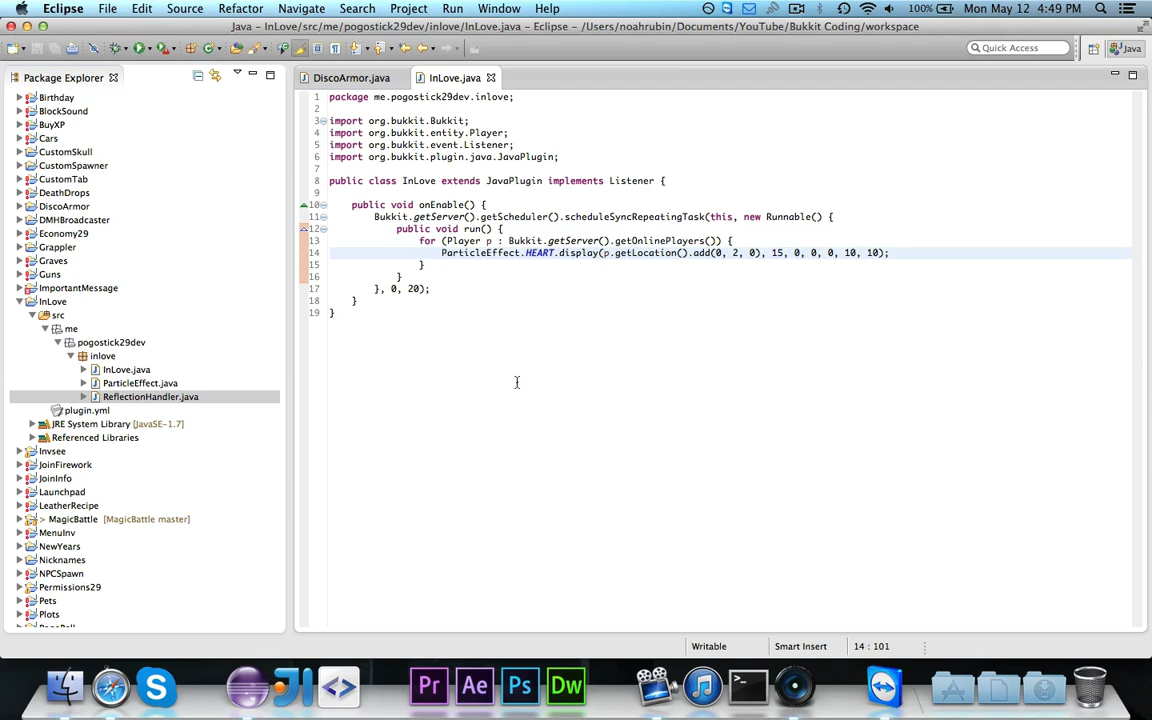 Eclipse File Edit Source Refactor Navigate Search Project Run Window Help 100% Mon May 12 4:49 PM
Java - InLove/src/me/pogostick29dev/inlove/InLove.java - Eclipse - /Users/noahrubin/Documents/YouTube/Bukkit Coding/workspace
Quick Access Java
Package Explorer
Birthday
BlockSound
BuyXP
Cars
CustomSkull
CustomSpawner
CustomTab
DeathDrops
DiscoArmor
DMHBroadcaster
Economy29
Grappler
Graves
Guns
ImportantMessage
InLove
src
me
pogostick29dev
inlove
InLove.java
ParticleEffect.java
ReflectionHandler.java
plugin.yml
JRE System Library [JavaSE-1.7]
Referenced Libraries
Invsee
JoinFirework
JoinInfo
Launchpad
LeatherRecipe
> MagicBattle [MagicBattle master]
MenuInv
NewYears
Nicknames
NPCSpawn
Permissions29
Pets
Plots
DiscoArmor.java InLove.java
1 package me.pogostick29dev.inlove;
2
3 import org.bukkit.Bukkit;
4 import org.bukkit.entity.Player;
5 import org.bukkit.event.Listener;
6 import org.bukkit.plugin.java.JavaPlugin;
7
8 public class InLove extends JavaPlugin implements Listener {
9
10 public void onEnable() {
11 Bukkit.getServer().getScheduler().scheduleSyncRepeatingTask(this, new Runnable() {
12 public void run() {
13 for (Player p : Bukkit.getServer().getOnlinePlayers()) {
14 ParticleEffect.HEART.display(p.getLocation().add(0, 2, 0), 15, 0, 0, 0, 10, 10);
15 }
16 }
17 }, 0, 20);
18 }
19 }
Writable Smart Insert 14 : 101
S Pr Ae Ps Dw